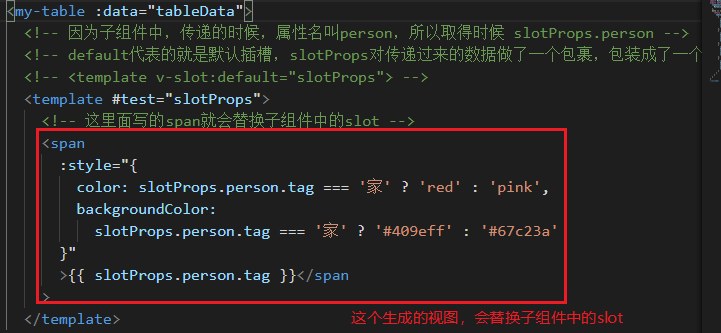 <my-table :data="tableData">
<!-- 因为子组件中，传递的时候，属性名叫person，所以取得时候 slotProps.person -->
<!-- default代表的就是默认插槽，slotProps对传递过来的数据做了一个包裹，包装成了一个
<!-- <template v-slot:default="slotProps"> -->
<template #test="slotProps">
<!-- 这里面写的span就会替换子组件中的slot -->
<span
:style="{
color: slotProps.person.tag === '家' ? 'red' : 'pink',
backgroundColor:
slotProps.person.tag === '家' ? '#409eff' : '#67c23a'
}"
>{{ slotProps.person.tag }}</span
>
这个生成的视图，会替换子组件中的slot
</template>